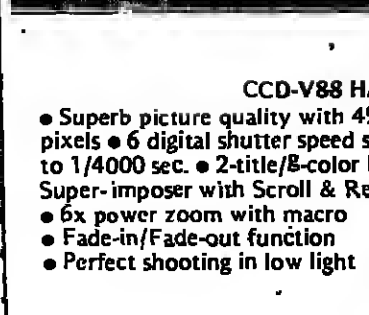 CCD-V88 H
● Superb picture quality with 4
pixels ● 6 digital shutter speed s
to 1/4000 sec. ● 2-title/8-color
Super-imposer with Scroll & Re
● 6x power zoom with macro
● Fade-in/Fade-out function
● Perfect shooting in low light